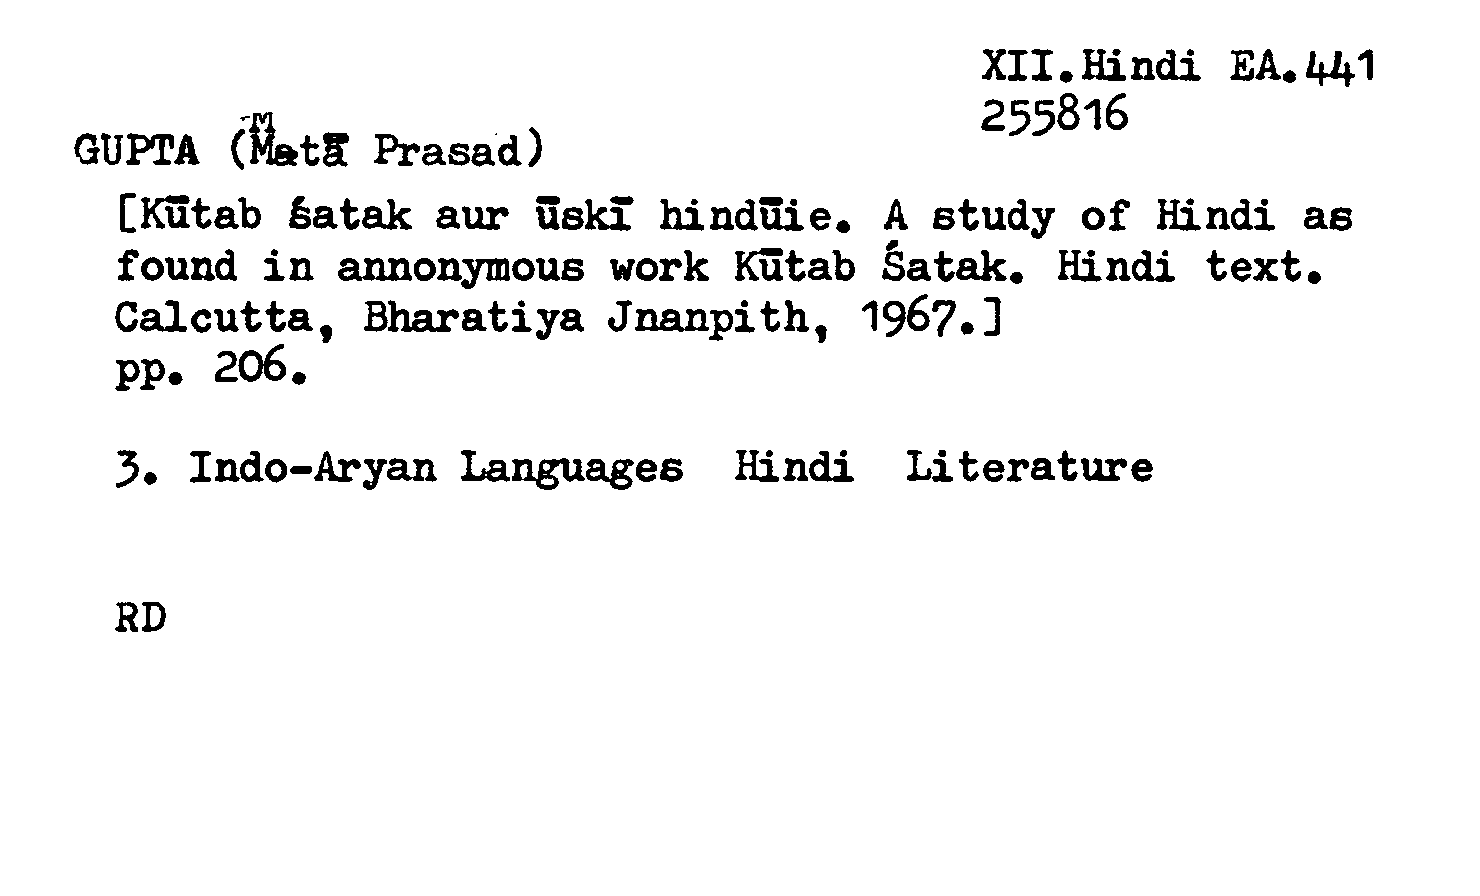 XII.Hindi EA.441
255816
GUPTA (Matā Prasad)
[Kūtab śatak aur ūskī hindūie. A study of Hindi as
found in annonymous work Kūtab Śatak. Hindi text.
Calcutta, Bharatiya Jnanpith, 1967.]
pp. 206.
3. Indo-Aryan Languages Hindi Literature
RD